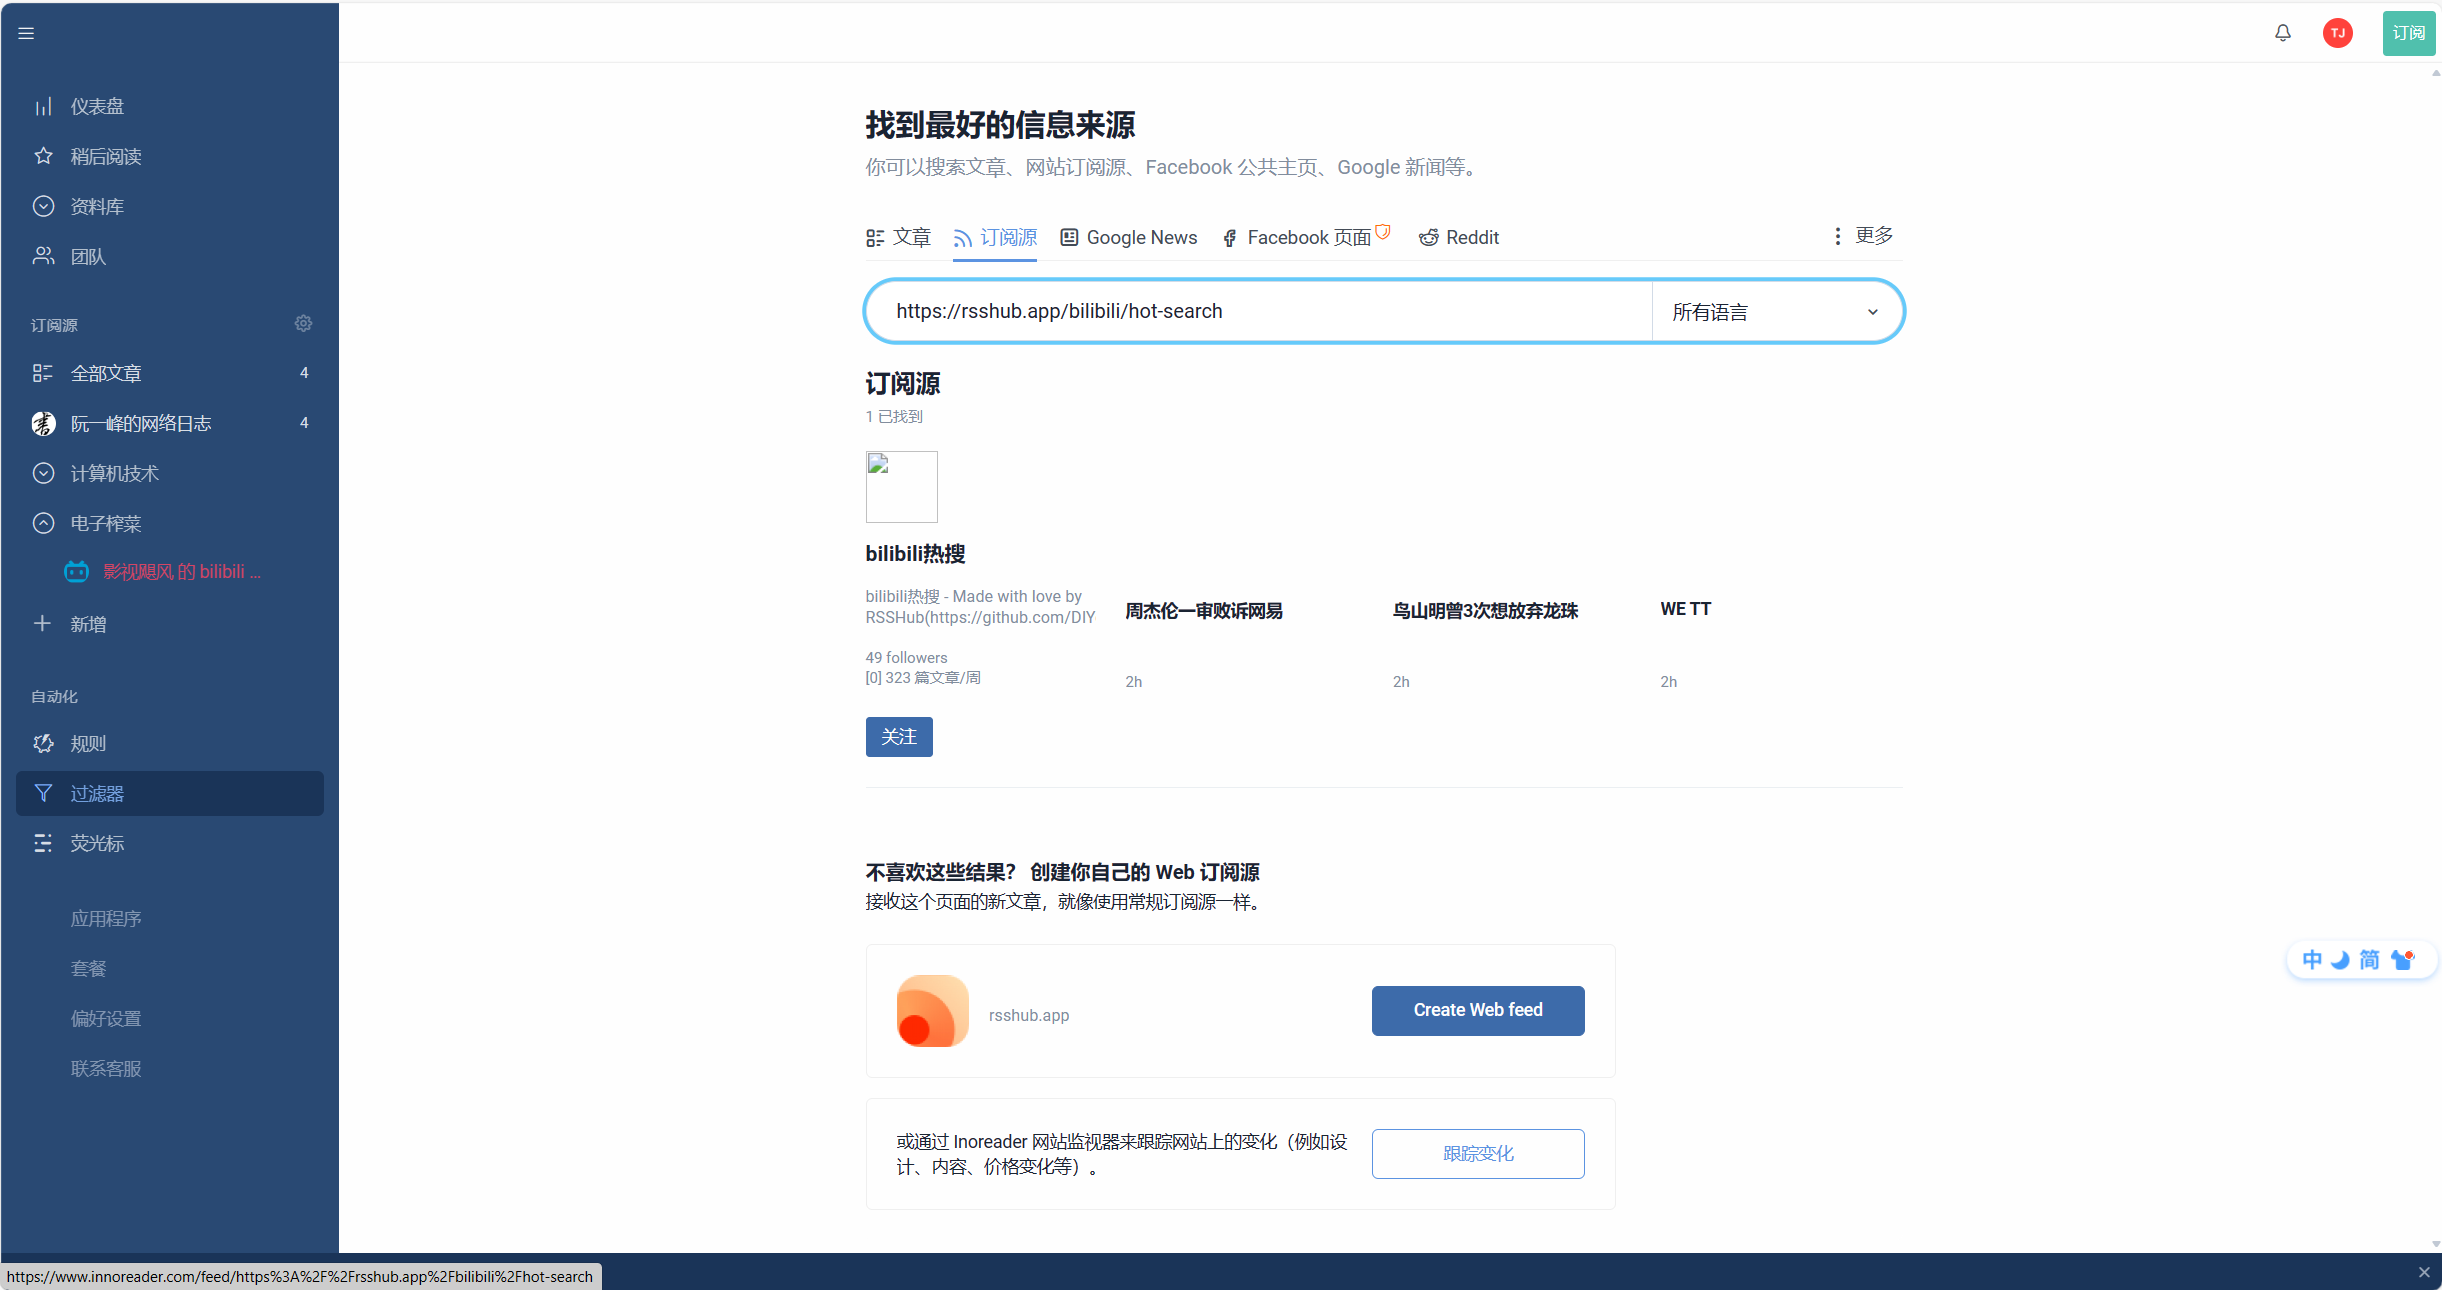 TJ
订阅
仪表盘
稍后阅读
资料库
团队
订阅源
全部文章 4
阮一峰的网络日志 4
计算机技术
电子榨菜
影视飓风 的 bilibili ...
新增
自动化
规则
过滤器
荧光标
应用程序
套餐
偏好设置
联系客服
找到最好的信息来源
你可以搜索文章、网站订阅源、Facebook 公共主页、Google 新闻等。
文章 订阅源 Google News Facebook 页面 Reddit 更多
https://rsshub.app/bilibili/hot-search 所有语言
订阅源
1 已找到
bilibili热搜
bilibili热搜 - Made with love by
RSSHub(https://github.com/DIY
49 followers
[0] 323 篇文章/周
周杰伦一审败诉网易
2h
鸟山明曾3次想放弃龙珠
2h
WE TT
2h
关注
不喜欢这些结果？ 创建你自己的 Web 订阅源
接收这个页面的新文章，就像使用常规订阅源一样。
rsshub.app
Create Web feed
或通过 Inoreader 网站监视器来跟踪网站上的变化（例如设
计、内容、价格变化等）。
跟踪变化
中 简
https://www.innoreader.com/feed/https%3A%2F%2Frsshub.app%2Fbilibili%2Fhot-search